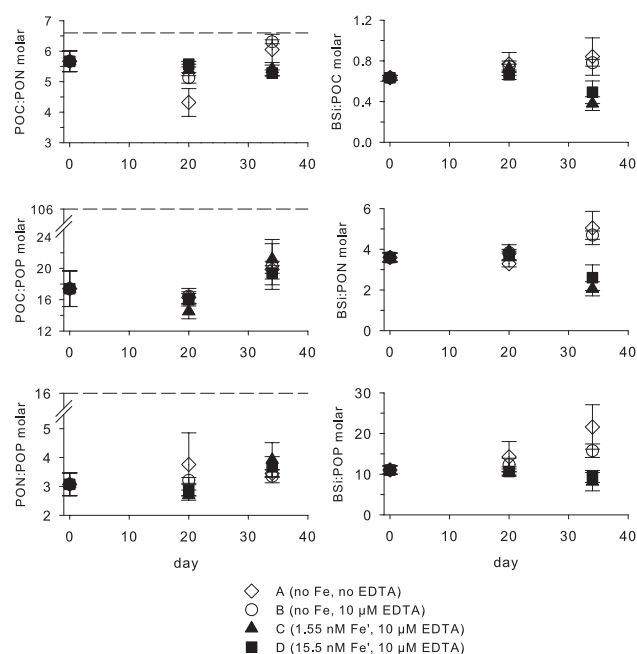 7
6
5
4
3
POC:PON molar
0 10 20 30 40
1.2
0.8
0.4
0.0
BSi:POC molar
0 10 20 30 40
106
24
20
16
12
POC:POP molar
0 10 20 30 40
6
4
2
0
BSi:PON molar
0 10 20 30 40
16
5
4
3
2
PON:POP molar
0 10 20 30 40
day
30
20
10
0
BSi:POP molar
0 10 20 30 40
day
A (no Fe, no EDTA)
B (no Fe, 10 µM EDTA)
C (1.55 nM Fe', 10 µM EDTA)
D (15.5 nM Fe', 10 µM EDTA)